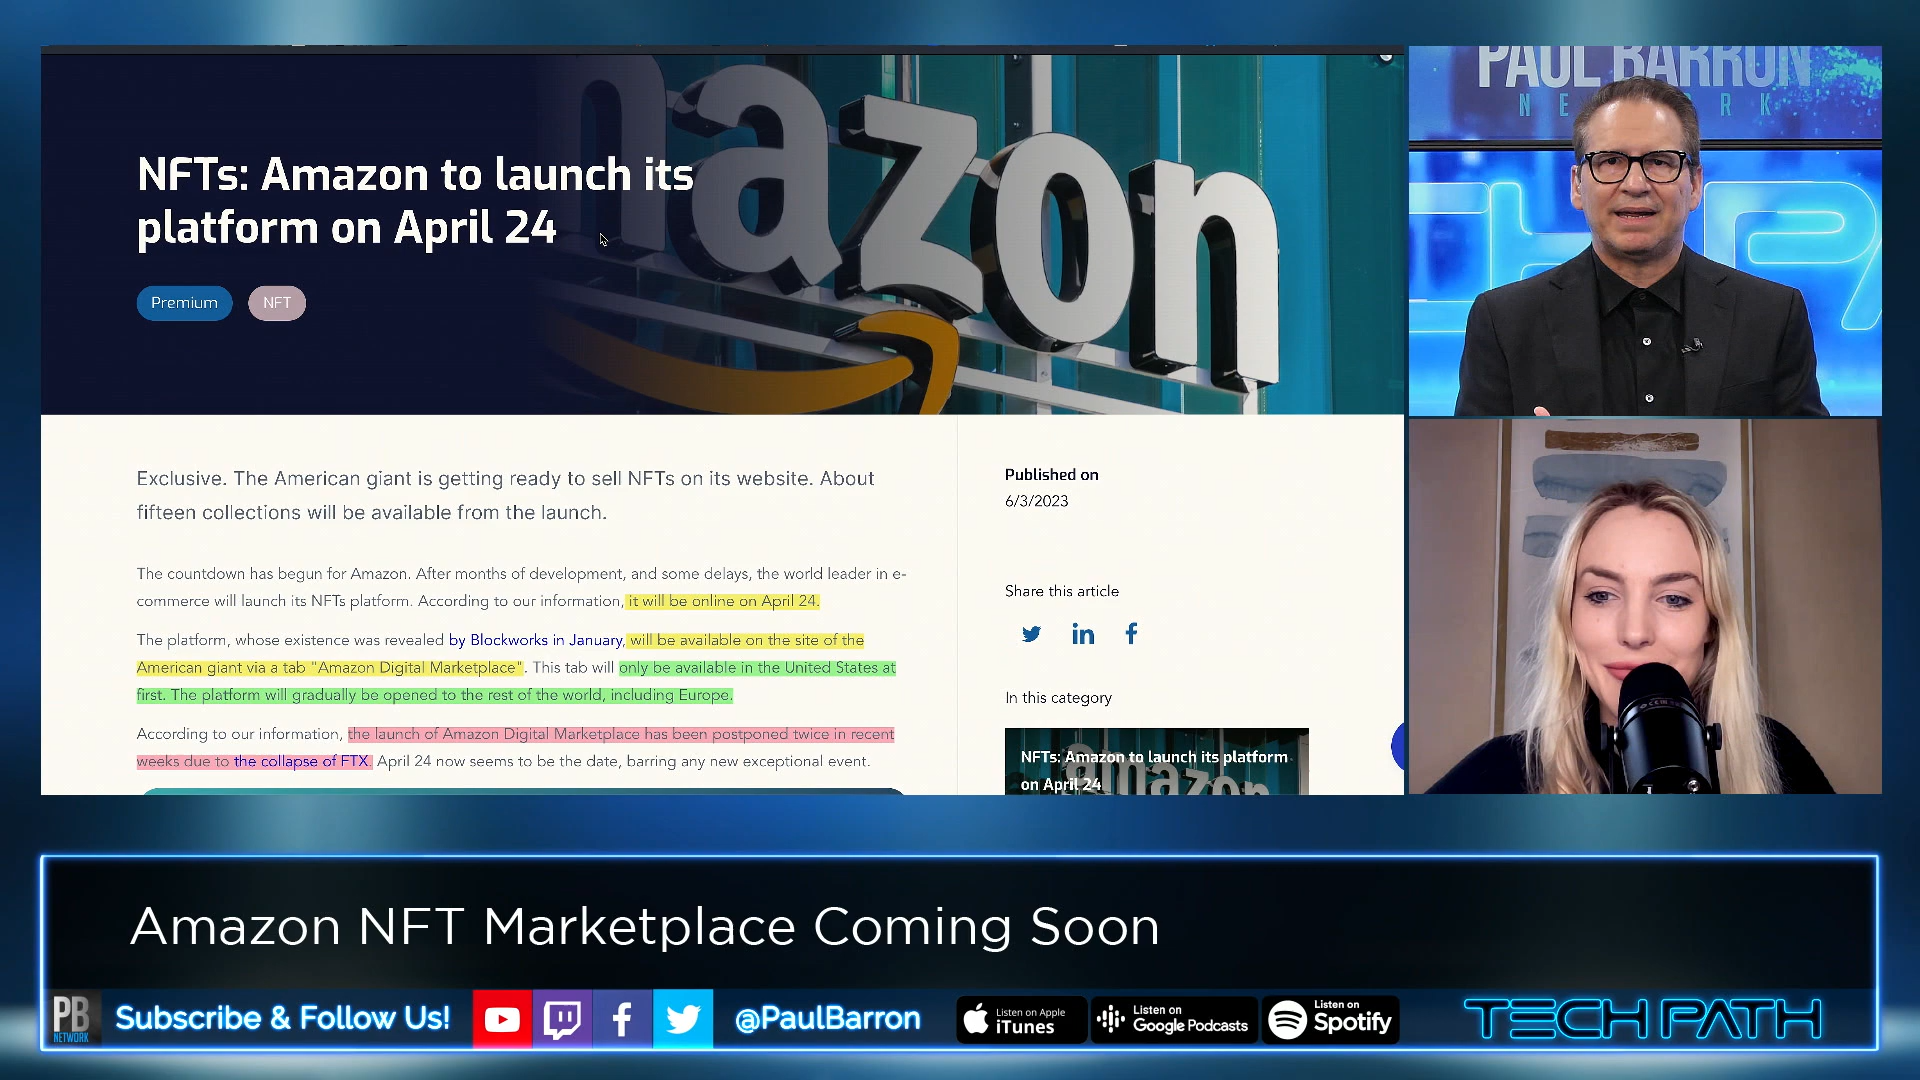 NFTs: Amazon to launch its
platform on April 24
Premium
NFT
amazon
Exclusive. The American giant is getting ready to sell NFTs on its website. About
fifteen collections will be available from the launch.
The countdown has begun for Amazon. After months of development, and some delays, the world leader in e-
commerce will launch its NFTs platform. According to our information, it will be online on April 24.
The platform, whose existence was revealed by Blockworks in January, will be available on the site of the
American giant via a tab "Amazon Digital Marketplace". This tab will only be available in the United States at
first. The platform will gradually be opened to the rest of the world, including Europe.
According to our information, the launch of Amazon Digital Marketplace has been postponed twice in recent
weeks due to the collapse of FTX. April 24 now seems to be the date, barring any new exceptional event.
Published on
6/3/2023
Share this article
In this category
NFTs: Amazon to launch its platform
on April 24
PAUL BARRON
Amazon NFT Marketplace Coming Soon
PB
NETWORK
Subscribe & Follow Us!
@PaulBarron
Listen on Apple
iTunes
Listen on
Google Podcasts
Listen on
Spotify
TECH PATH